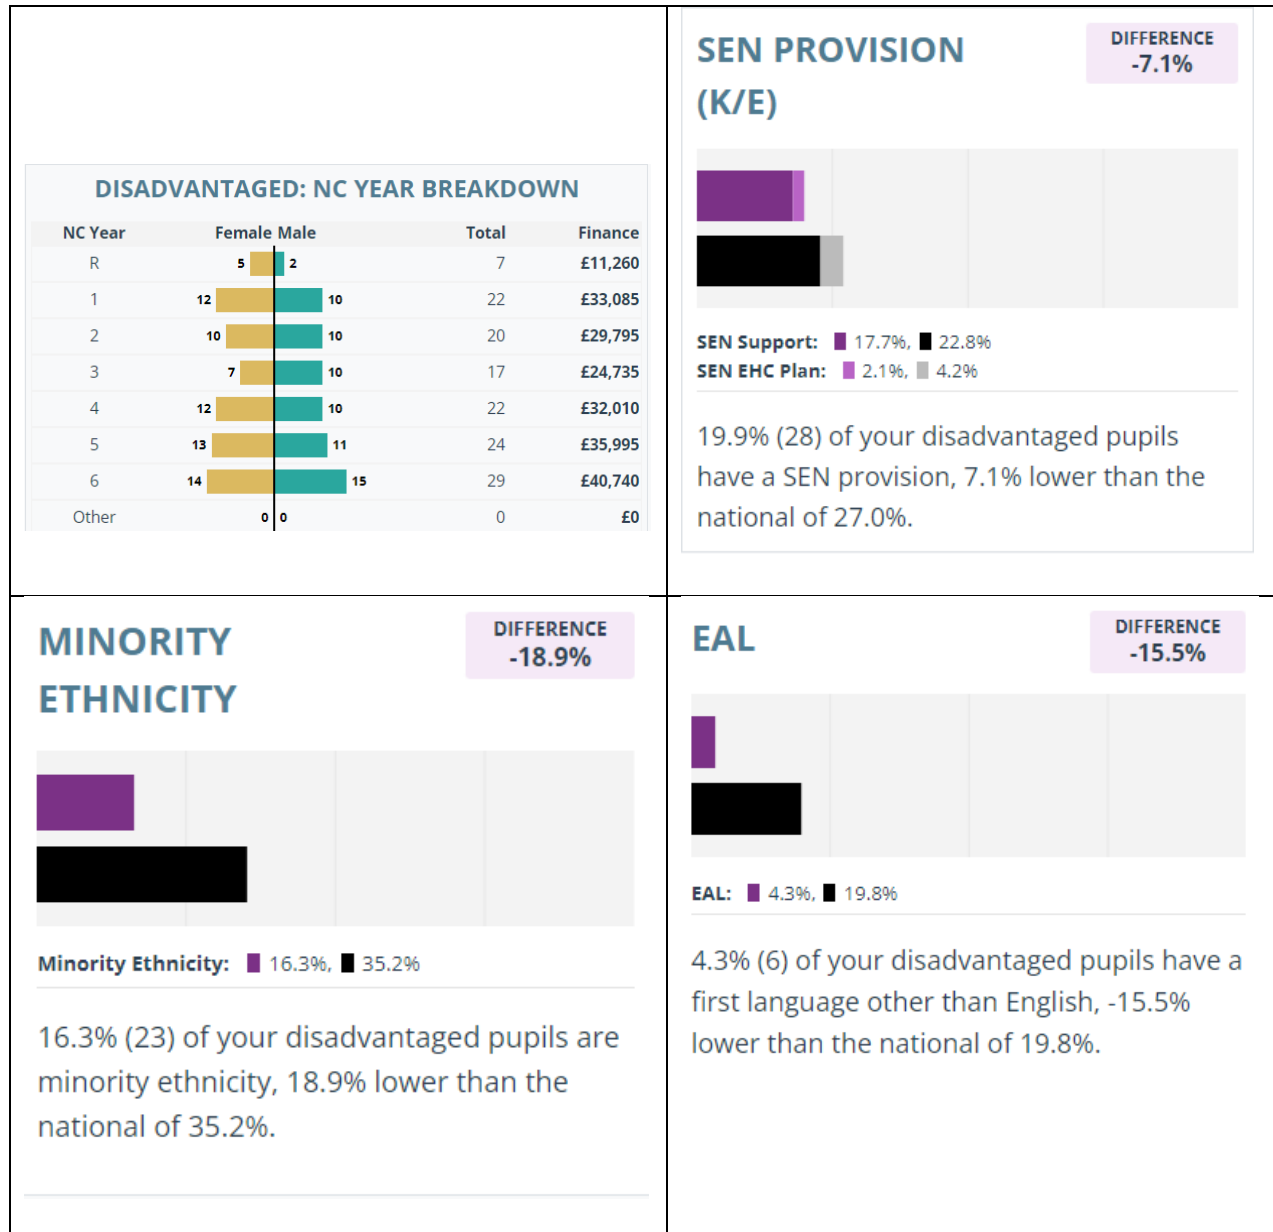 DISADVANTAGED: NC YEAR BREAKDOWN
NC Year Female Male Total Finance
R 5 2 7 £11,260
1 12 10 22 £33,085
2 10 10 20 £29,795
3 7 10 17 £24,735
4 12 10 22 £32,010
5 13 11 24 £35,995
6 14 15 29 £40,740
Other 0 0 0 £0
SEN PROVISION
(K/E)
DIFFERENCE
-7.1%
SEN Support: 17.7%, 22.8%
SEN EHC Plan: 2.1%, 4.2%
19.9% (28) of your disadvantaged pupils
have a SEN provision, 7.1% lower than the
national of 27.0%.
MINORITY
ETHNICITY
DIFFERENCE
-18.9%
Minority Ethnicity: 16.3%, 35.2%
16.3% (23) of your disadvantaged pupils are
minority ethnicity, 18.9% lower than the
national of 35.2%.
EAL
DIFFERENCE
-15.5%
EAL: 4.3%, 19.8%
4.3% (6) of your disadvantaged pupils have a
first language other than English, -15.5%
lower than the national of 19.8%.